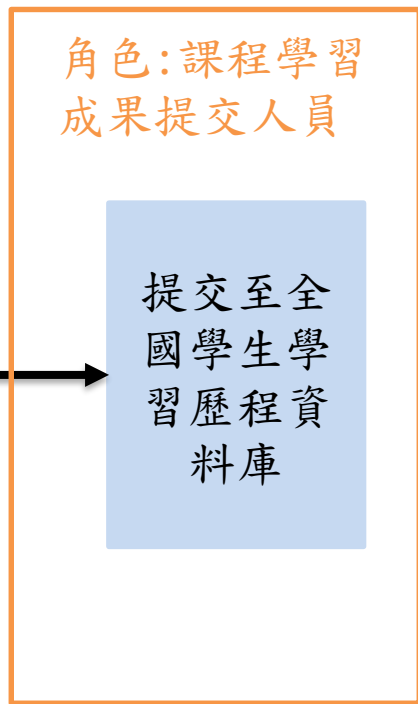 角色:課程學習
成果提交人員
提交至全
國學生學
習歷程資
料庫